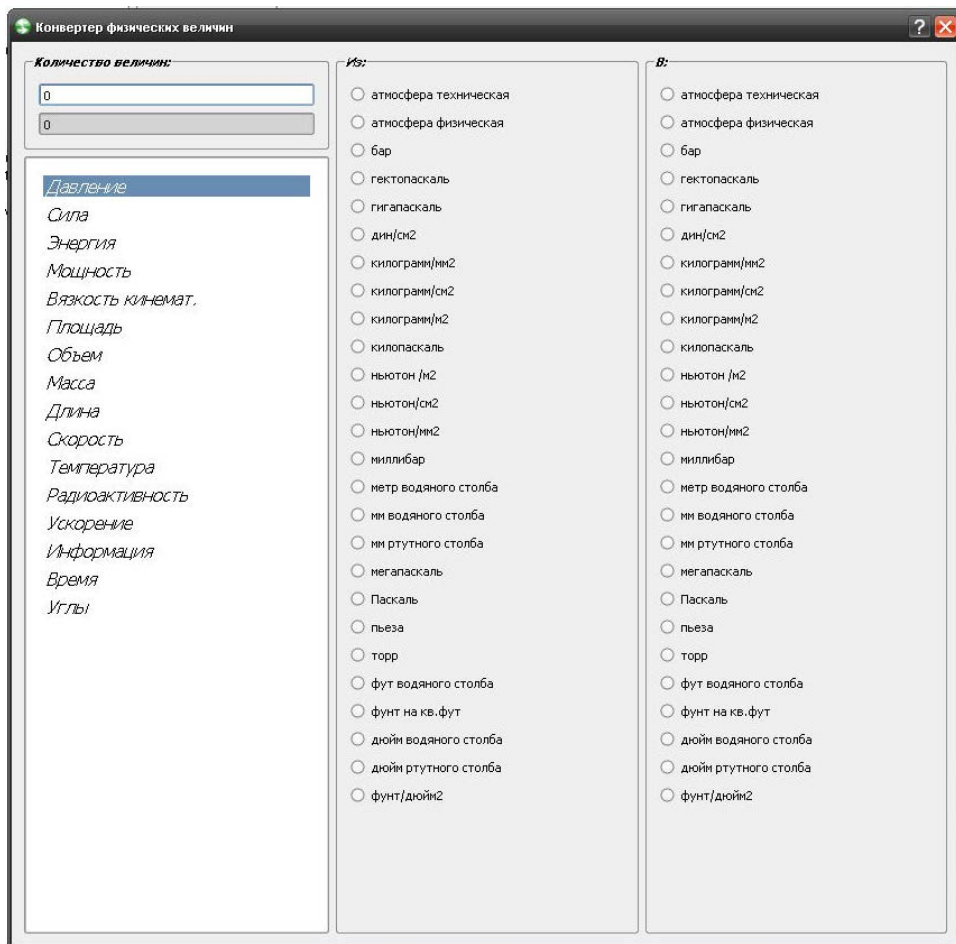 Конвертер физических величин
Количество величин:
0
0
Давление
Сила
Энергия
Мощность
Вязкость кинемат.
Площадь
Объем
Масса
Длина
Скорость
Температура
Радиоактивность
Ускорение
Информация
Время
Углы
Из:
атмосфера техническая
атмосфера физическая
бар
гектопаскаль
гигапаскаль
дин/см2
килограмм/мм2
килограмм/см2
килограмм/м2
килопаскаль
ньютон /м2
ньютон/см2
ньютон/мм2
миллибар
метр водяного столба
мм водяного столба
мм ртутного столба
мегапаскаль
Паскаль
пьеза
торр
фут водяного столба
фунт на кв.фут
дюйм водяного столба
дюйм ртутного столба
фунт/дюйм2
В:
атмосфера техническая
атмосфера физическая
бар
гектопаскаль
гигапаскаль
дин/см2
килограмм/мм2
килограмм/см2
килограмм/м2
килопаскаль
ньютон /м2
ньютон/см2
ньютон/мм2
миллибар
метр водяного столба
мм водяного столба
мм ртутного столба
мегапаскаль
Паскаль
пьеза
торр
фут водяного столба
фунт на кв.фут
дюйм водяного столба
дюйм ртутного столба
фунт/дюйм2